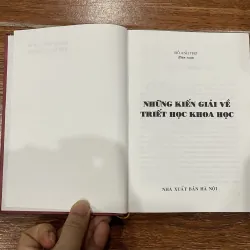 NHỮNG KIẾN GIẢI VỀ
TRIẾT HỌC KHOA HỌC
NHÀ XUẤT BẢN HÀ NỘI